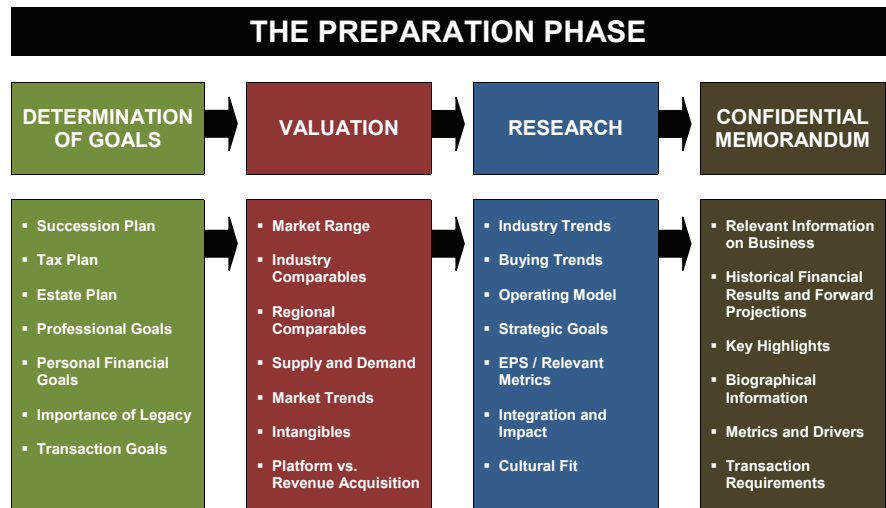 THE PREPARATION PHASE
DETERMINATION
OF GOALS
VALUATION
RESEARCH
CONFIDENTIAL
MEMORANDUM
▪ Succession Plan
▪ Tax Plan
▪ Estate Plan
▪ Professional Goals
▪ Personal Financial
Goals
▪ Importance of Legacy
▪ Transaction Goals
▪ Market Range
▪ Industry
Comparables
▪ Regional
Comparables
▪ Supply and Demand
▪ Market Trends
▪ Intangibles
▪ Platform vs.
Revenue Acquisition
▪ Industry Trends
▪ Buying Trends
▪ Operating Model
▪ Strategic Goals
▪ EPS / Relevant
Metrics
▪ Integration and
Impact
▪ Cultural Fit
▪ Relevant Information
on Business
▪ Historical Financial
Results and Forward
Projections
▪ Key Highlights
▪ Biographical
Information
▪ Metrics and Drivers
▪ Transaction
Requirements